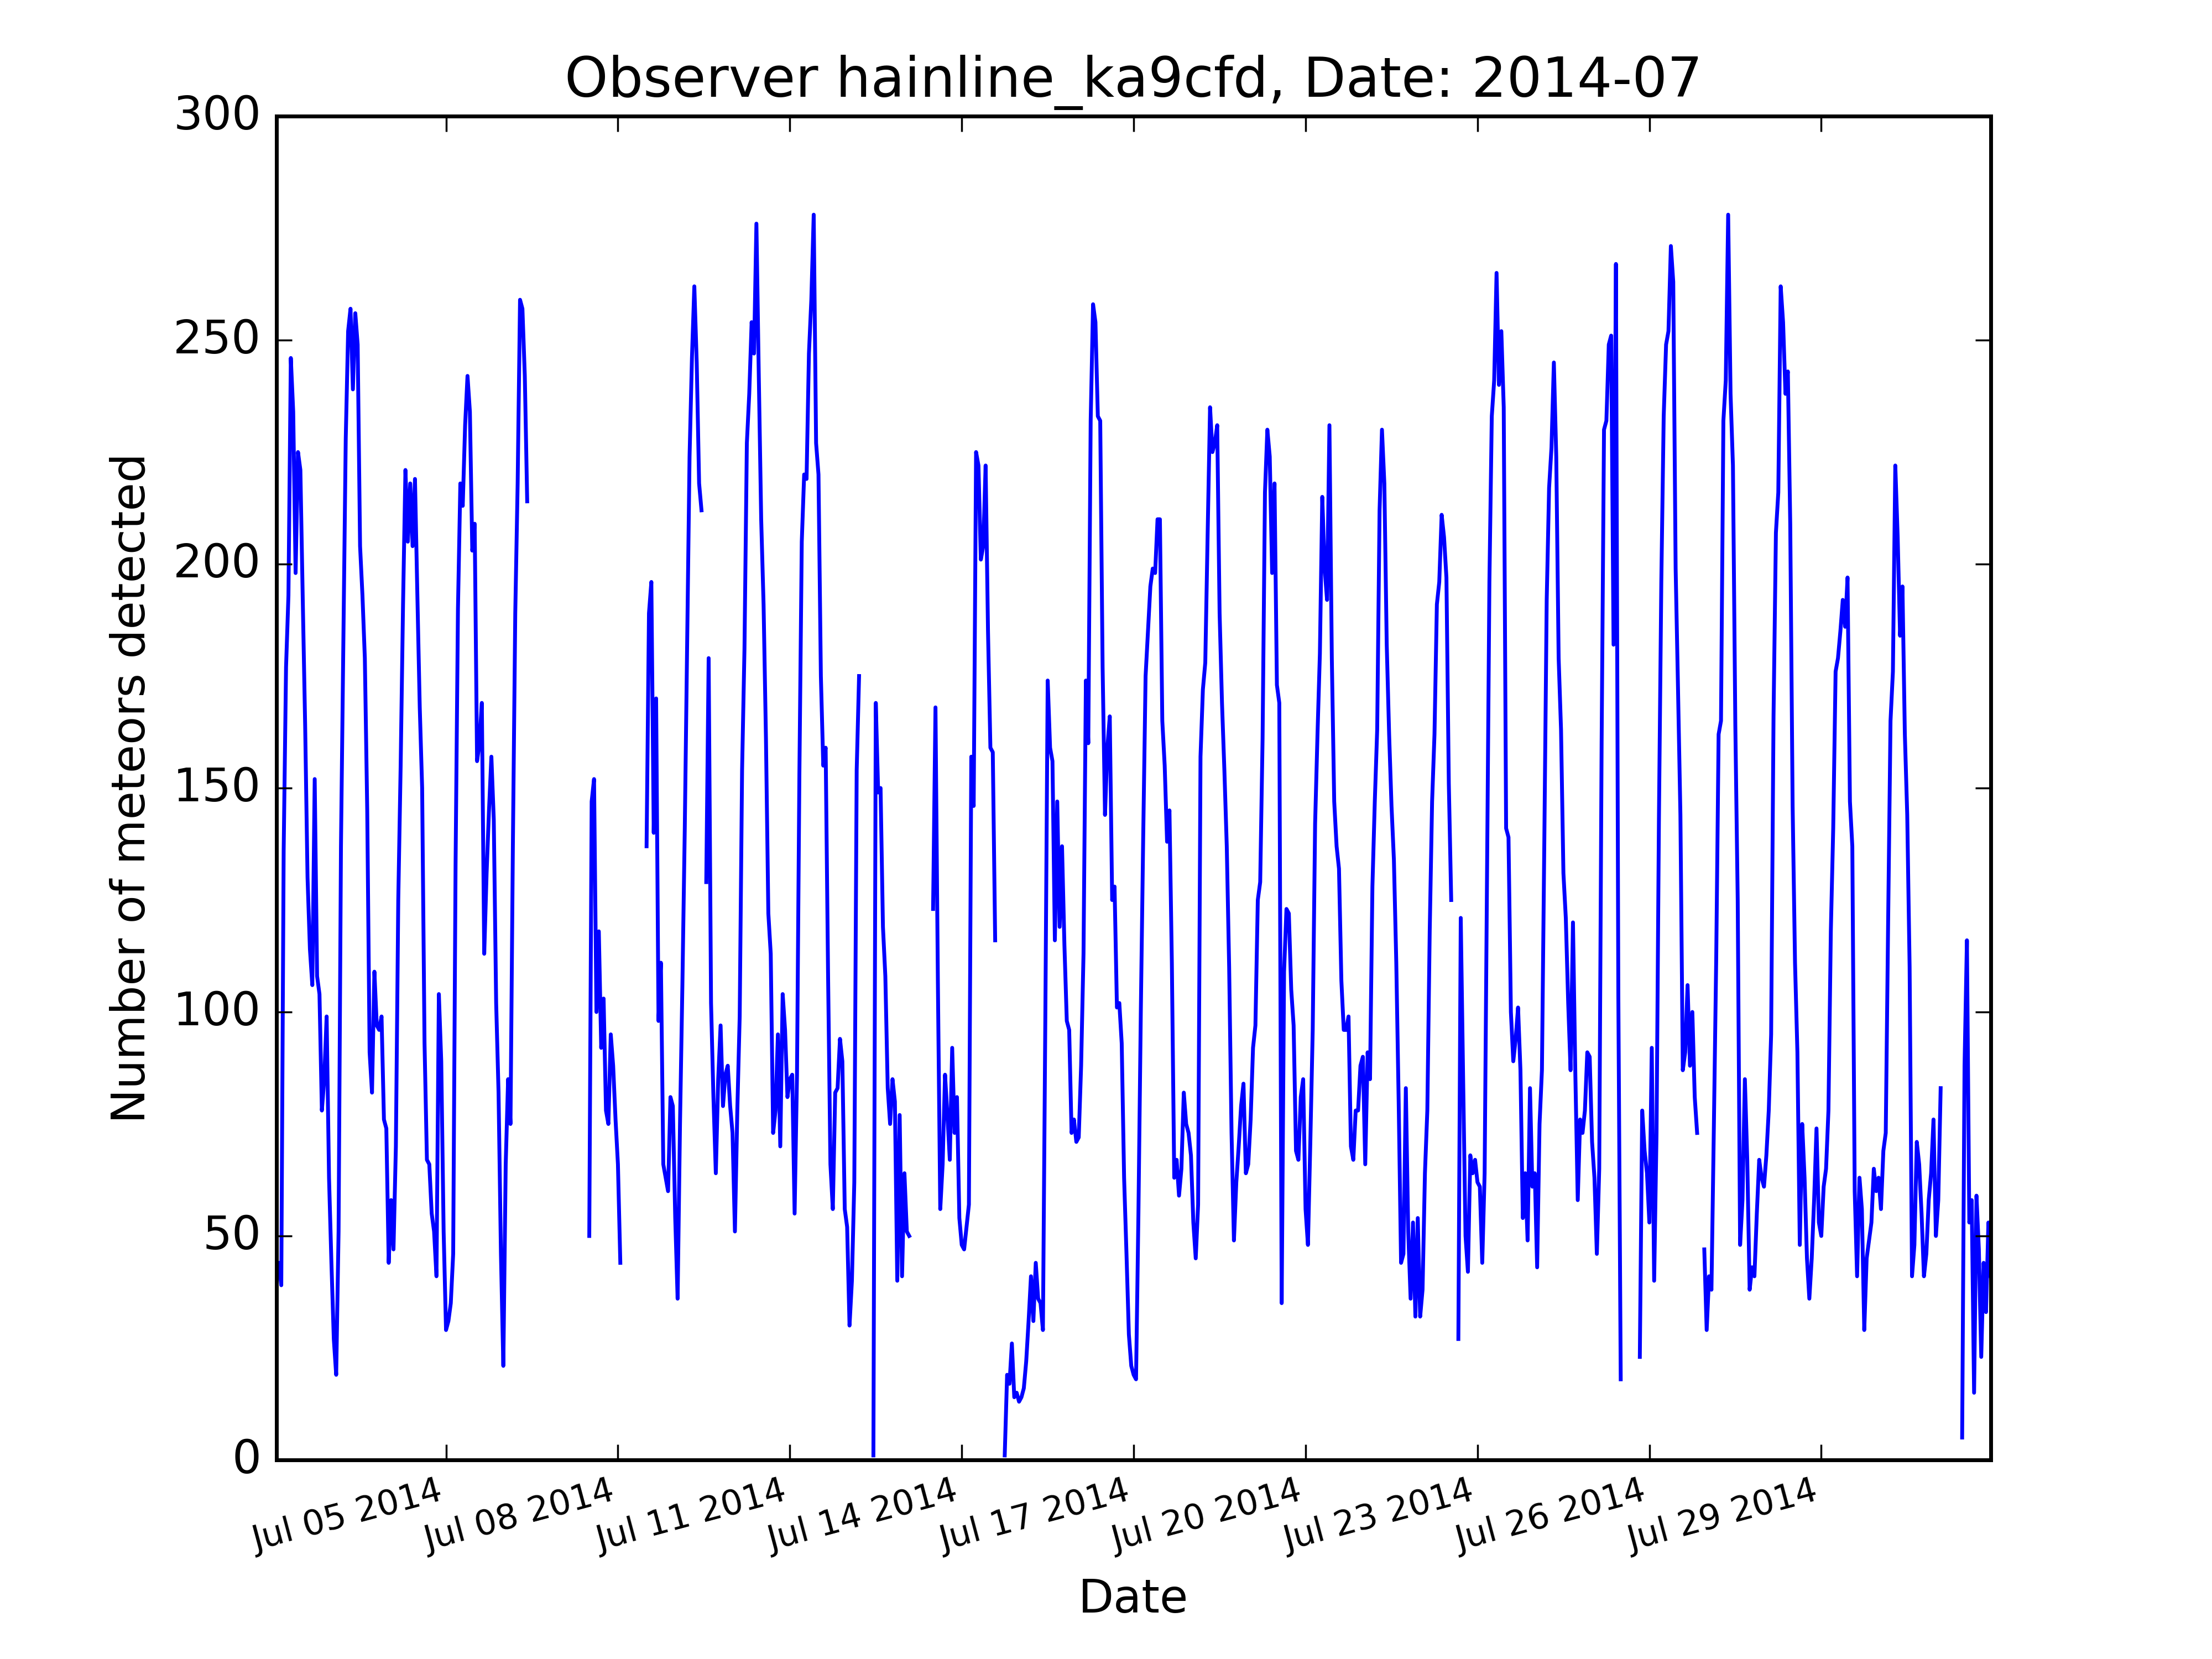 Observer hainline_ka9cfd, Date: 2014-07
300
250
200
150
100
50
0
Number of meteors detected
Jul 05 2014
Jul 08 2014
Jul 11 2014
Jul 14 2014
Jul 17 2014
Jul 20 2014
Jul 23 2014
Jul 26 2014
Jul 29 2014
Date